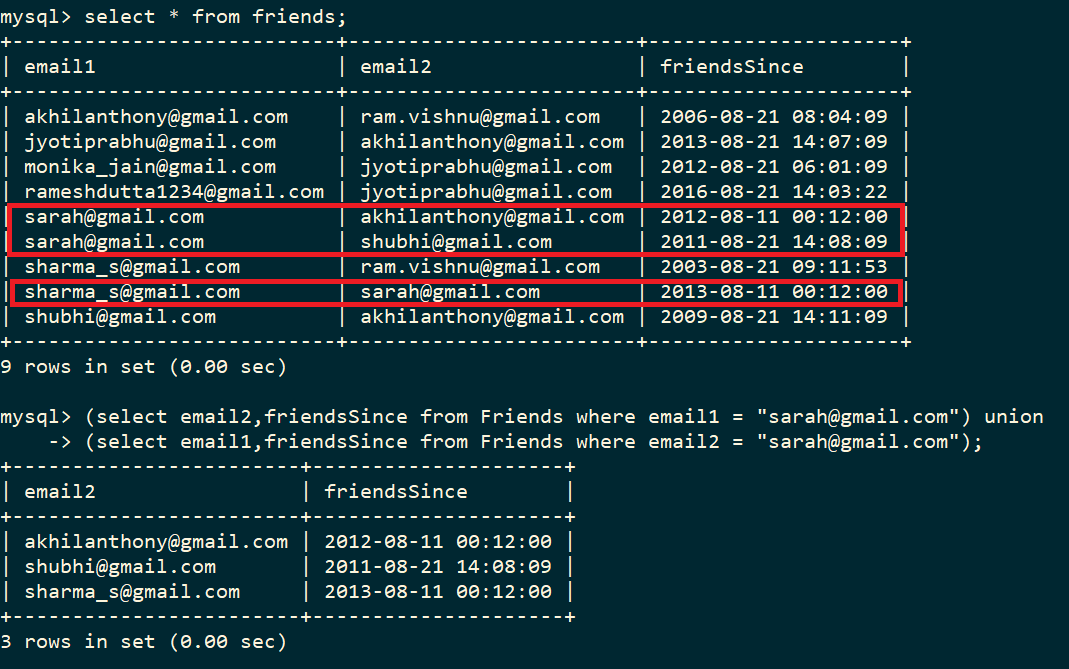 mysql> select * from friends;
+---------------------------+------------------------+---------------------+
| email1                    | email2                 | friendsSince        |
+---------------------------+------------------------+---------------------+
| akhilanthony@gmail.com    | ram.vishnu@gmail.com   | 2006-08-21 08:04:09 |
| jyotiprabhu@gmail.com     | akhilanthony@gmail.com | 2013-08-21 14:07:09 |
| monika_jain@gmail.com     | jyotiprabhu@gmail.com  | 2012-08-21 06:01:09 |
| rameshdutta1234@gmail.com | jyotiprabhu@gmail.com  | 2016-08-21 14:03:22 |
| sarah@gmail.com           | akhilanthony@gmail.com | 2012-08-11 00:12:00 |
| sarah@gmail.com           | shubhi@gmail.com       | 2011-08-21 14:08:09 |
| sharma_s@gmail.com        | ram.vishnu@gmail.com   | 2003-08-21 09:11:53 |
| sharma_s@gmail.com        | sarah@gmail.com        | 2013-08-11 00:12:00 |
| shubhi@gmail.com          | akhilanthony@gmail.com | 2009-08-21 14:11:09 |
+---------------------------+------------------------+---------------------+
9 rows in set (0.00 sec)
mysql> (select email2,friendsSince from Friends where email1 = "sarah@gmail.com") union
    -> (select email1,friendsSince from Friends where email2 = "sarah@gmail.com");
+------------------------+---------------------+
| email2                 | friendsSince        |
+------------------------+---------------------+
| akhilanthony@gmail.com | 2012-08-11 00:12:00 |
| shubhi@gmail.com       | 2011-08-21 14:08:09 |
| sharma_s@gmail.com     | 2013-08-11 00:12:00 |
+------------------------+---------------------+
3 rows in set (0.00 sec)